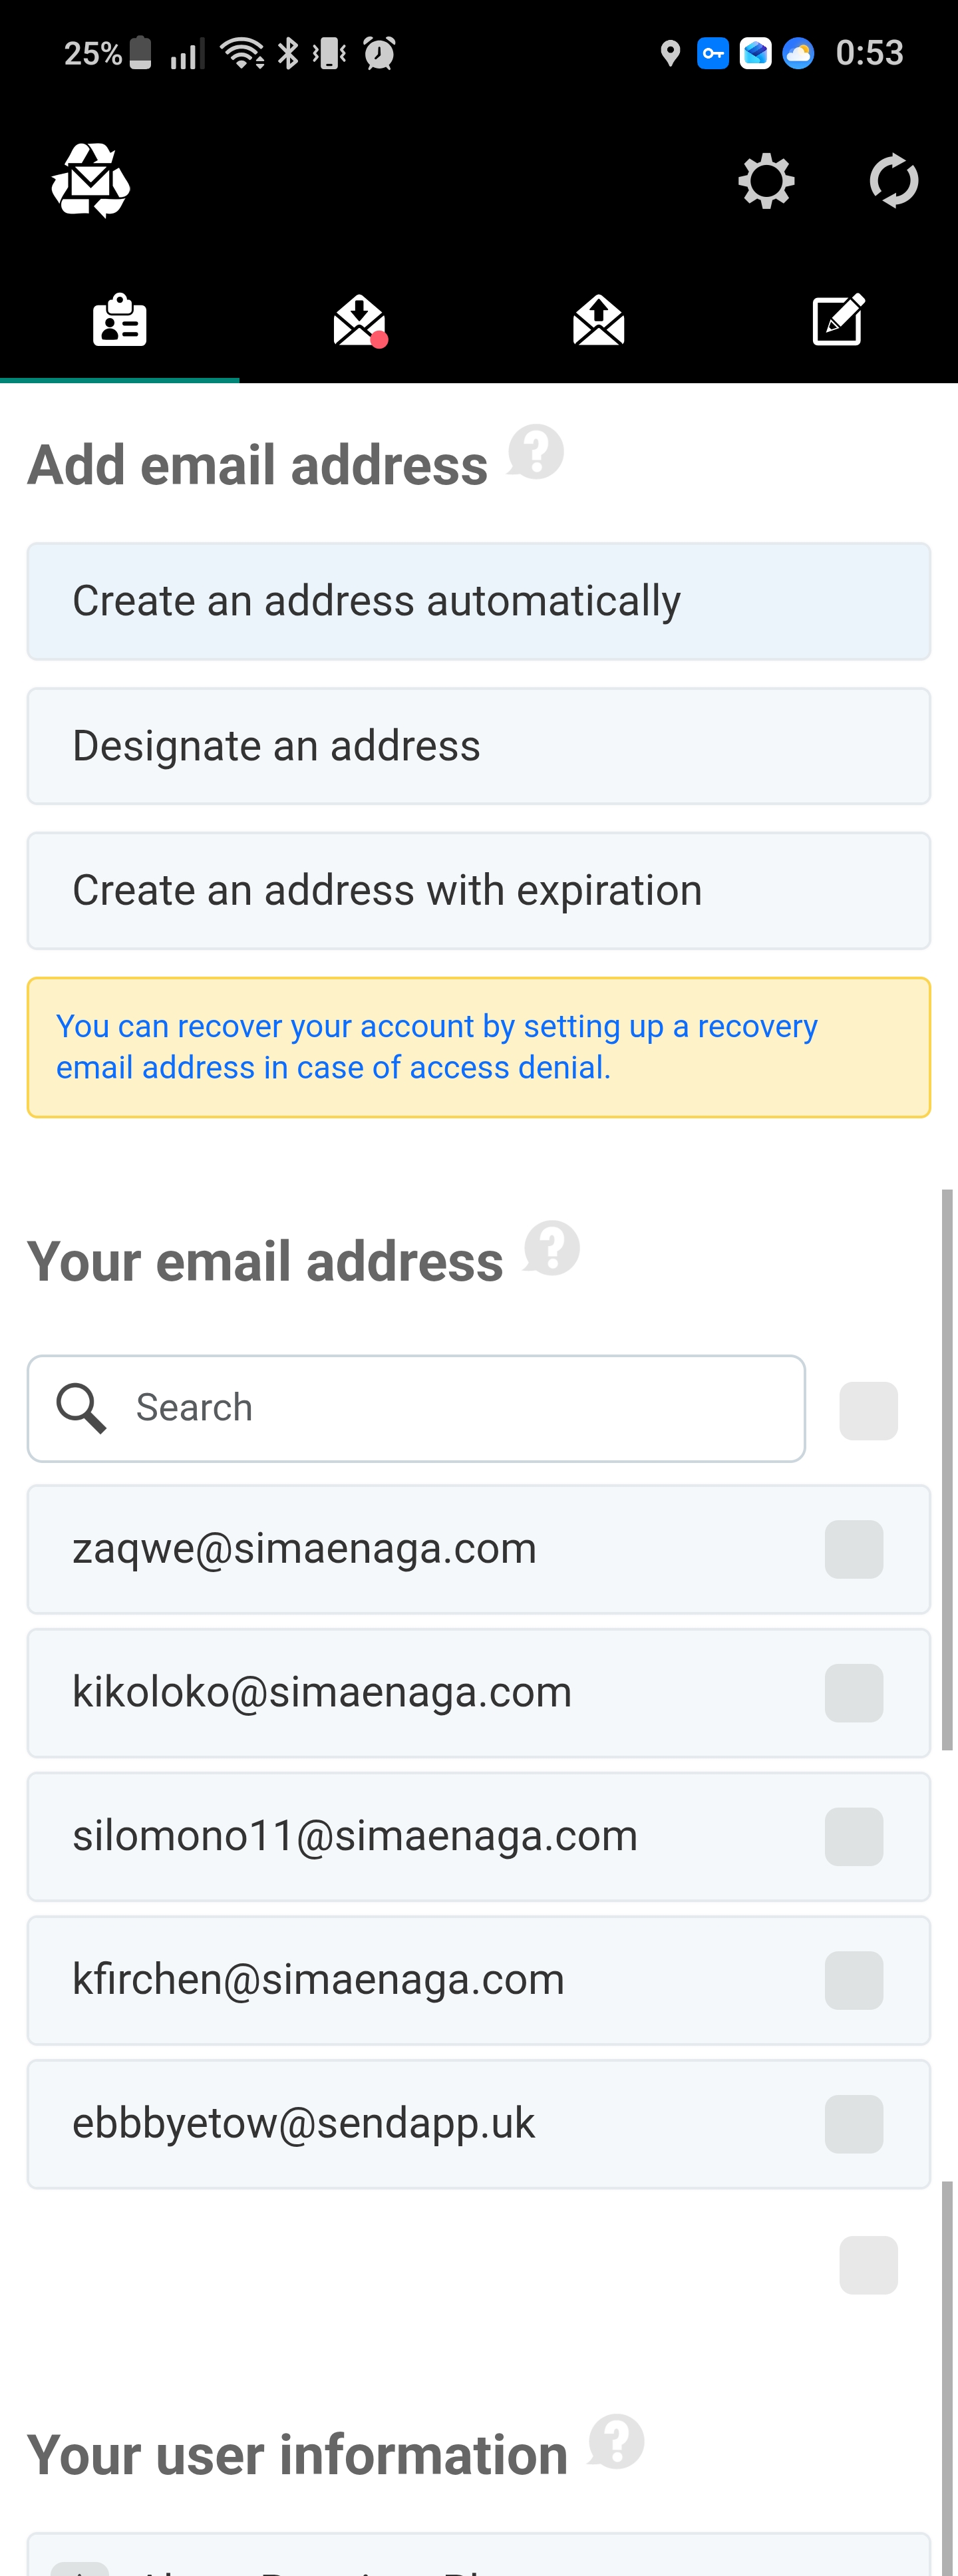 25%
0:53
Add email address
Create an address automatically
Designate an address
Create an address with expiration
You can recover your account by setting up a recovery
email address in case of access denial.
Your email address
Search
zaqwe@simaenaga.com
kikoloko@simaenaga.com
silomono11@simaenaga.com
kfirchen@simaenaga.com
ebbbyetow@sendapp.uk
Your user information